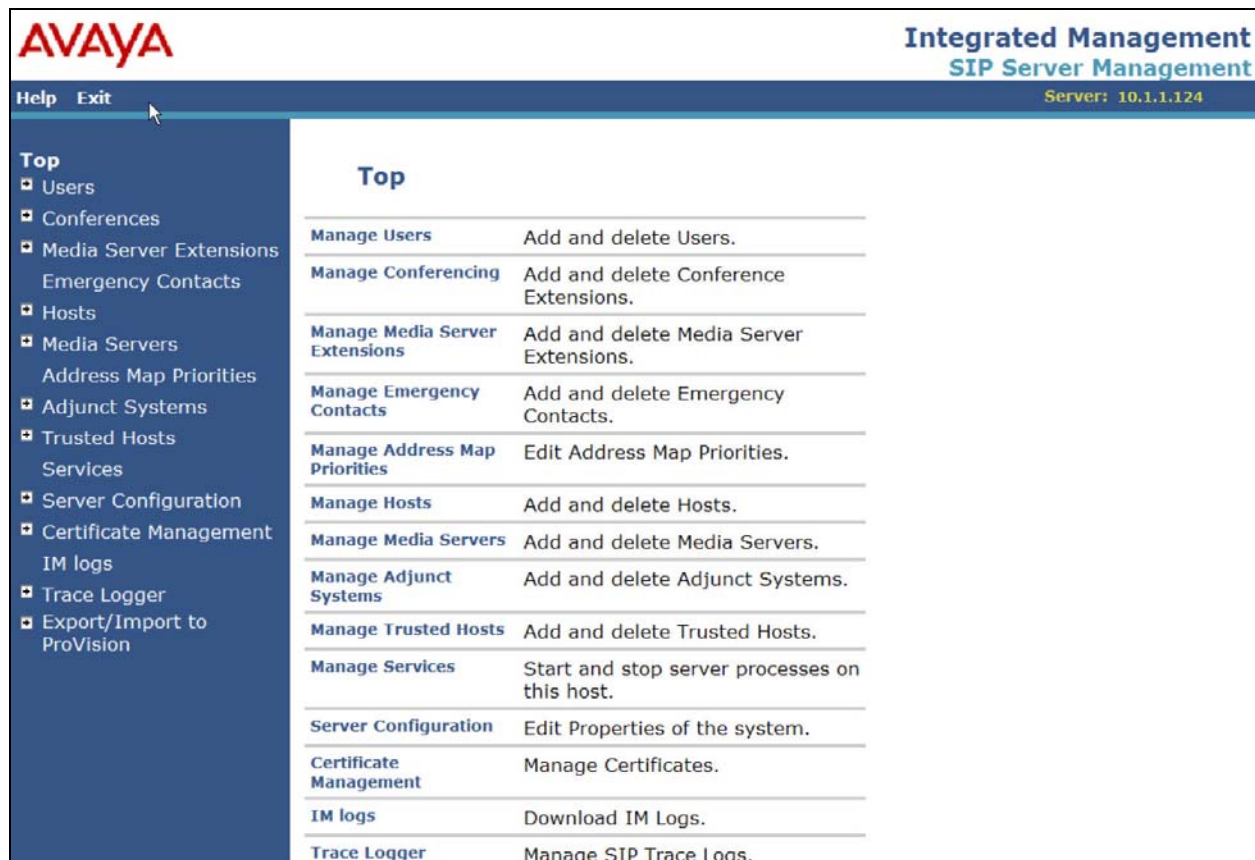 AVAYA
Integrated Management
SIP Server Management
Help Exit
Server: 10.1.1.124
Top
Users
Conferences
Media Server Extensions
Emergency Contacts
Hosts
Media Servers
Address Map Priorities
Adjunct Systems
Trusted Hosts
Services
Server Configuration
Certificate Management
IM logs
Trace Logger
Export/Import to
ProVision
Top
Manage Users Add and delete Users.
Manage Conferencing Add and delete Conference
Extensions.
Manage Media Server Add and delete Media Server
Extensions Extensions.
Manage Emergency Add and delete Emergency
Contacts Contacts.
Manage Address Map Edit Address Map Priorities.
Priorities
Manage Hosts Add and delete Hosts.
Manage Media Servers Add and delete Media Servers.
Manage Adjunct Add and delete Adjunct Systems.
Systems
Manage Trusted Hosts Add and delete Trusted Hosts.
Manage Services Start and stop server processes on
this host.
Server Configuration Edit Properties of the system.
Certificate Manage Certificates.
Management
IM logs Download IM Logs.
Trace Logger Manage SIP Trace Logs.